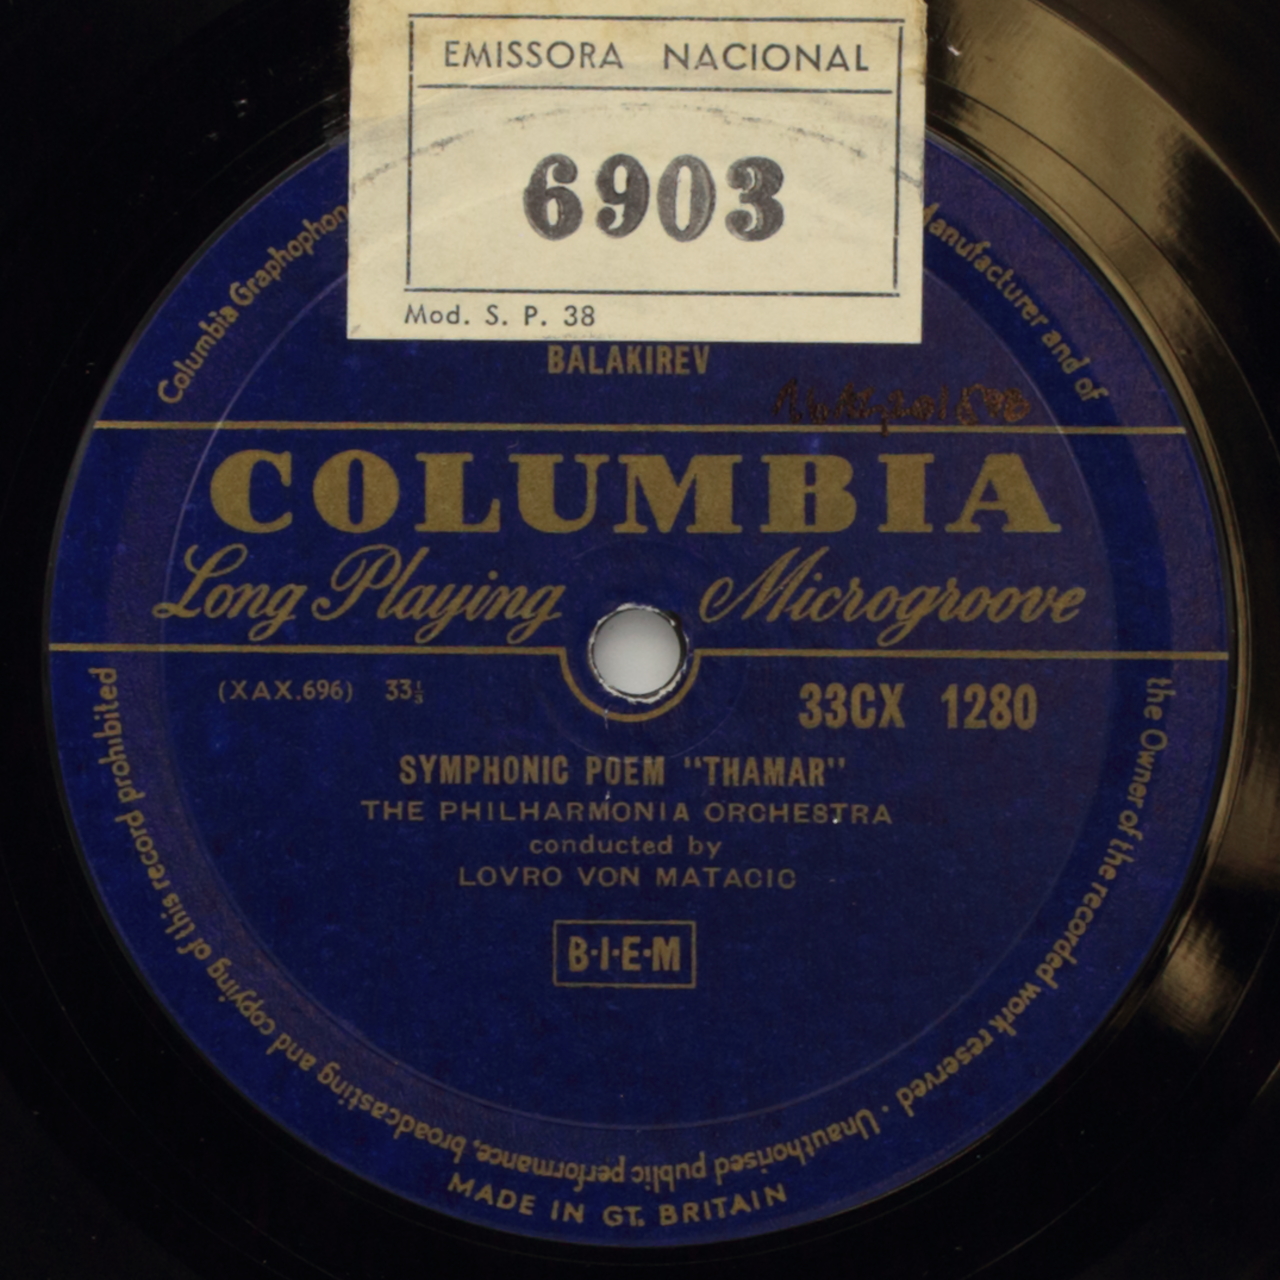 EMISSORA NACIONAL
6903
Mod. S. P. 38
BALAKIREV
COLUMBIA
Long Playing Microgroove
(XAX.696) 33⅓
33CX 1280
SYMPHONIC POEM "THAMAR"
THE PHILHARMONIA ORCHESTRA
conducted by
LOVRO VON MATACIC
B·I·E·M
Columbia Graphophon
Manufacturer and of the Owner of the recorded work reserved · Unauthorised public performance, broadcasting and copying of this record prohibited
MADE IN GT. BRITAIN